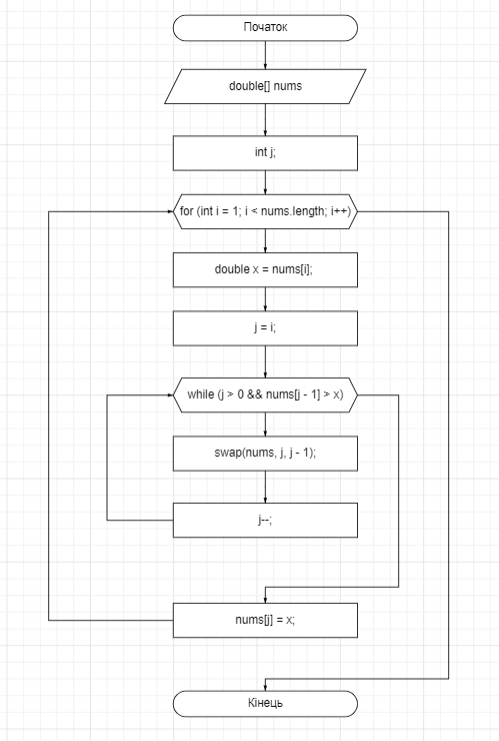 Початок
double[] nums
int j;
for (int i = 1; i < nums.length; i++)
double x = nums[i];
j = i;
while (j > 0 && nums[j - 1] > x)
swap(nums, j, j - 1);
j--;
nums[j] = x;
Кінець